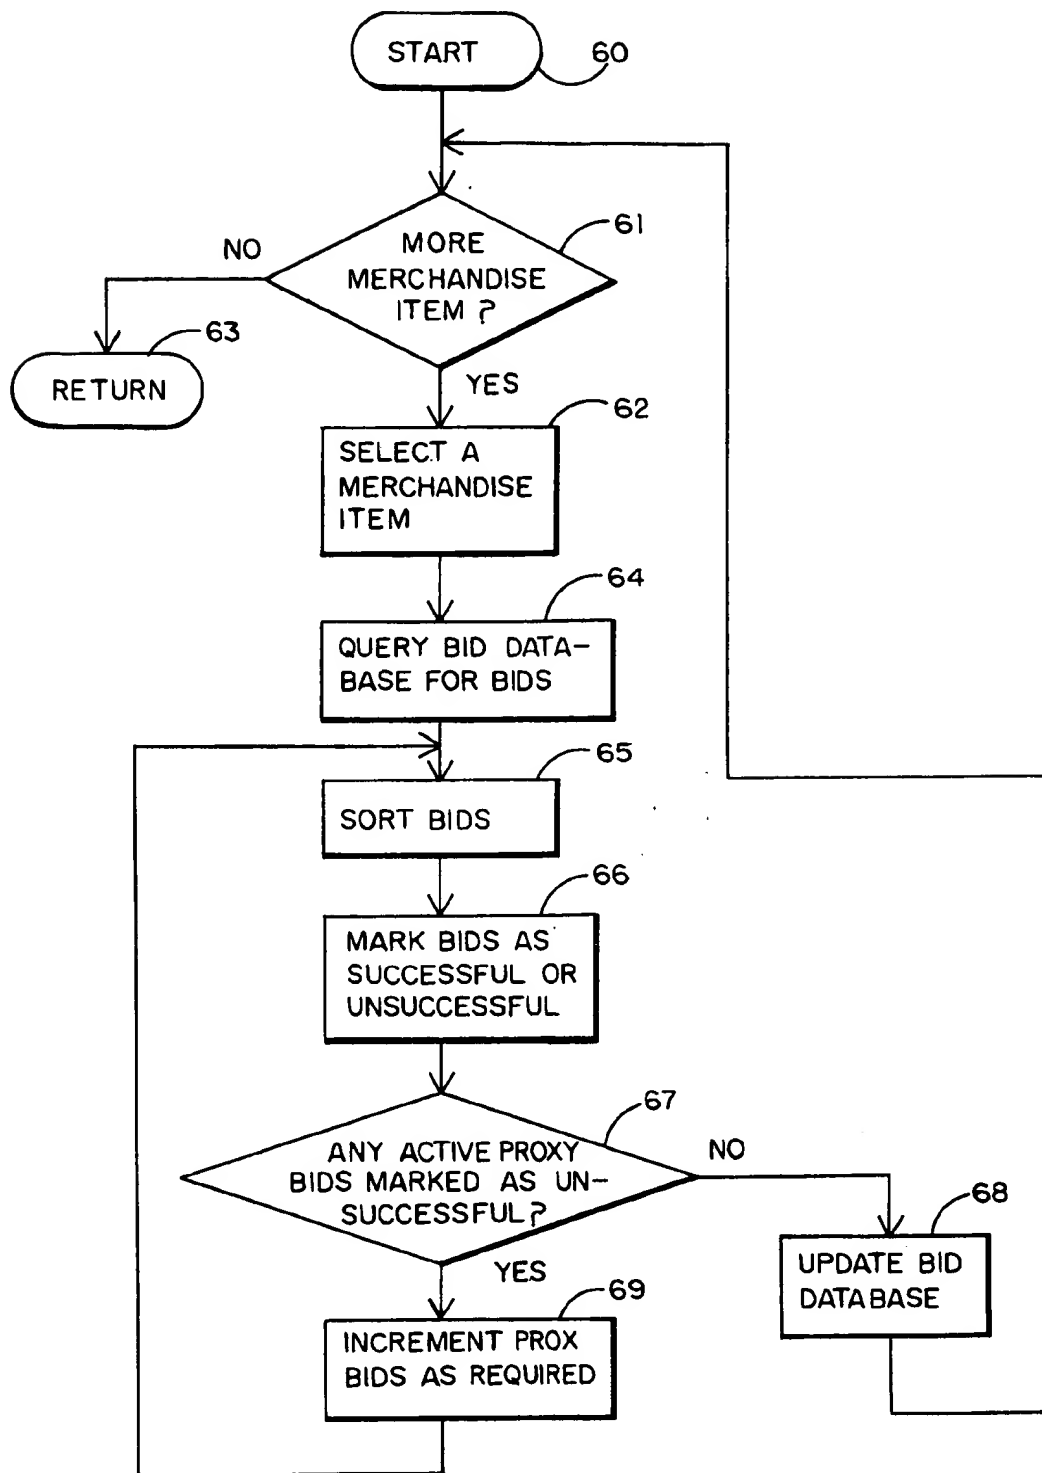 START
60
61
MORE
MERCHANDISE
ITEM ?
NO
63
RETURN
YES
62
SELECT A
MERCHANDISE
ITEM
64
QUERY BID DATA-
BASE FOR BIDS
65
SORT BIDS
66
MARK BIDS AS
SUCCESSFUL OR
UNSUCCESSFUL
67
ANY ACTIVE PROXY
BIDS MARKED AS UN-
SUCCESSFUL?
NO
68
UPDATE BID
DATABASE
YES
69
INCREMENT PROX
BIDS AS REQUIRED